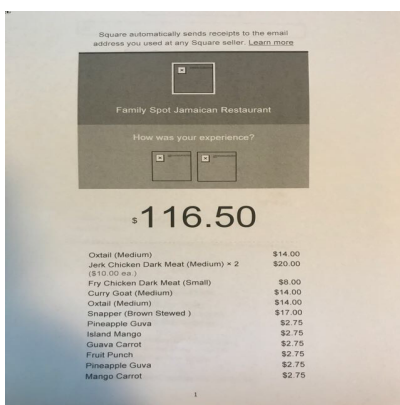 Square automatically sends receipts to the email
address you used at any Square seller. Learn more
Family Spot Jamaican Restaurant
How was your experience?
$116.50
Oxtail (Medium) $14.00
Jerk Chicken Dark Meat (Medium) × 2 $20.00
($10.00 ea.)
Fry Chicken Dark Meat (Small) $8.00
Curry Goat (Medium) $14.00
Oxtail (Medium) $14.00
Snapper (Brown Stewed ) $17.00
Pineapple Guva $2.75
Island Mango $2.75
Guava Carrot $2.75
Fruit Punch $2.75
Pineapple Guva $2.75
Mango Carrot $2.75
1